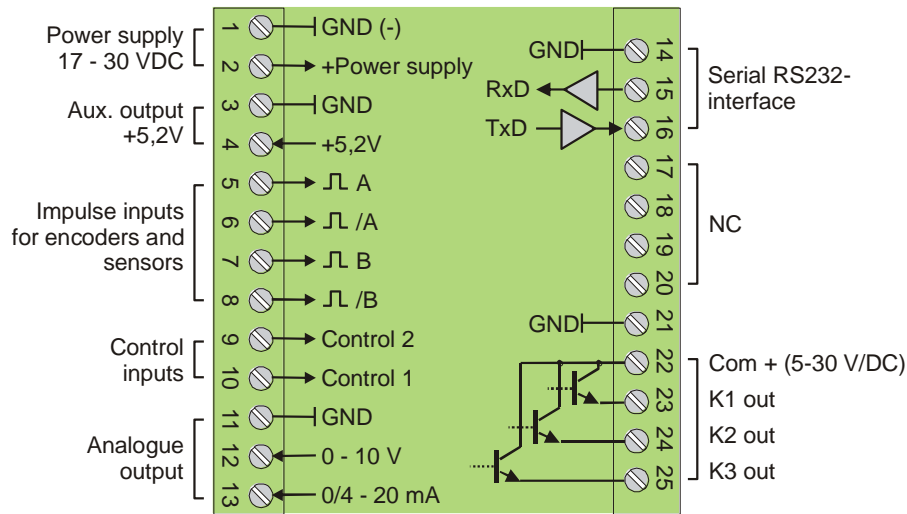 Power supply
17 - 30 VDC
Aux. output
+5,2V
Impulse inputs
for encoders and
sensors
Control
inputs
Analogue
output
1 GND (-)
2 +Power supply
3 GND
4 +5,2V
5 A
6 /A
7 B
8 /B
9 Control 2
10 Control 1
11 GND
12 0 - 10 V
13 0/4 - 20 mA
GND 14
RxD 15
TxD 16
17
18
19
20
GND 21
22
23
24
25
Serial RS232-
interface
NC
Com + (5-30 V/DC)
K1 out
K2 out
K3 out